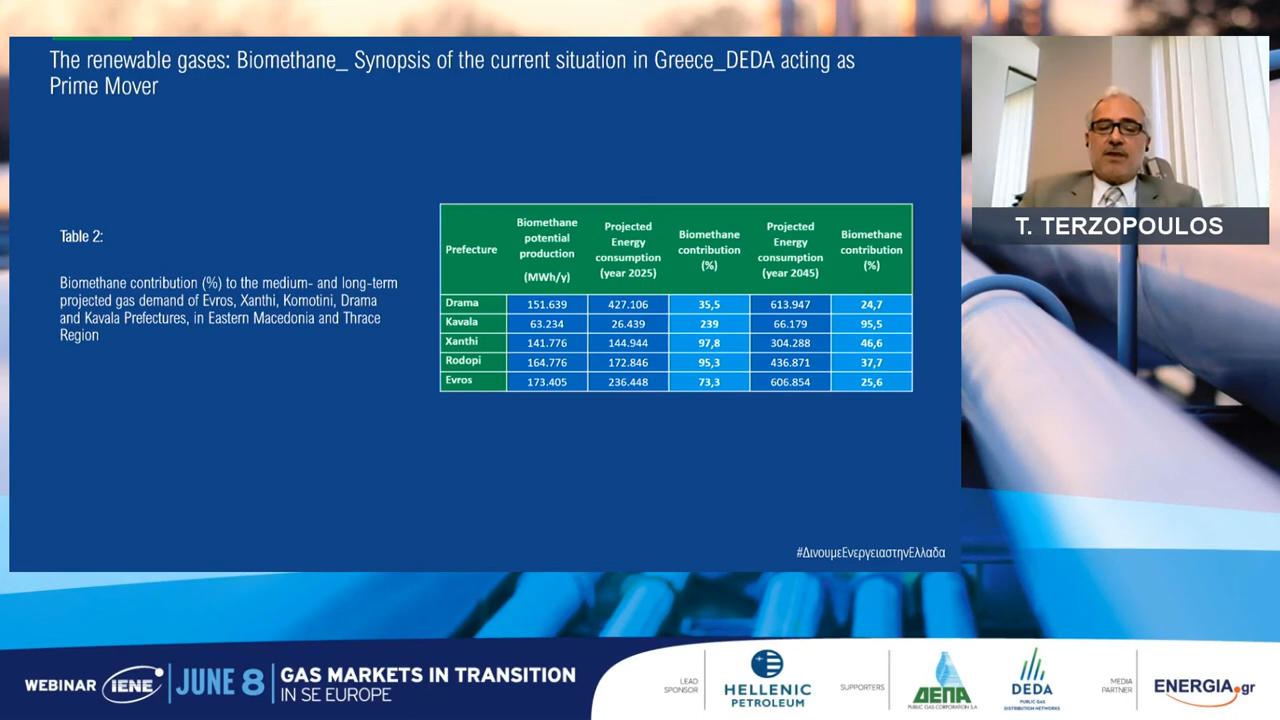 The renewable gases: Biomethane_ Synopsis of the current situation in Greece_DEDA acting as
Prime Mover
Table 2:
Biomethane contribution (%) to the medium- and long-term
projected gas demand of Evros, Xanthi, Komotini, Drama
and Kavala Prefectures, in Eastern Macedonia and Thrace
Region
Prefecture
Biomethane
potential
production
(MWh/y)
Projected
Energy
consumption
(year 2025)
Biomethane
contribution
(%)
Projected
Energy
consumption
(year 2045)
Biomethane
contribution
(%)
Drama 151.639 427.106 35,5 613.947 24,7
Kavala 63.234 26.439 239 66.179 95,5
Xanthi 141.776 144.944 97,8 304.288 46,6
Rodopi 164.776 172.846 95,3 436.871 37,7
Evros 173.405 236.448 73,3 606.854 25,6
#ΔινουμεΕνεργειαστηνΕλλαδα
T. TERZOPOULOS
WEBINAR IENE JUNE 8
GAS MARKETS IN TRANSITION
IN SE EUROPE
LEAD
SPONSOR
HELLENIC
PETROLEUM
SUPPORTERS
ΔΕΠΑ
PUBLIC GAS CORPORATION S.A
DEDA
PUBLIC GAS
DISTRIBUTION NETWORKS
MEDIA
PARTNER
ENERGIA.gr